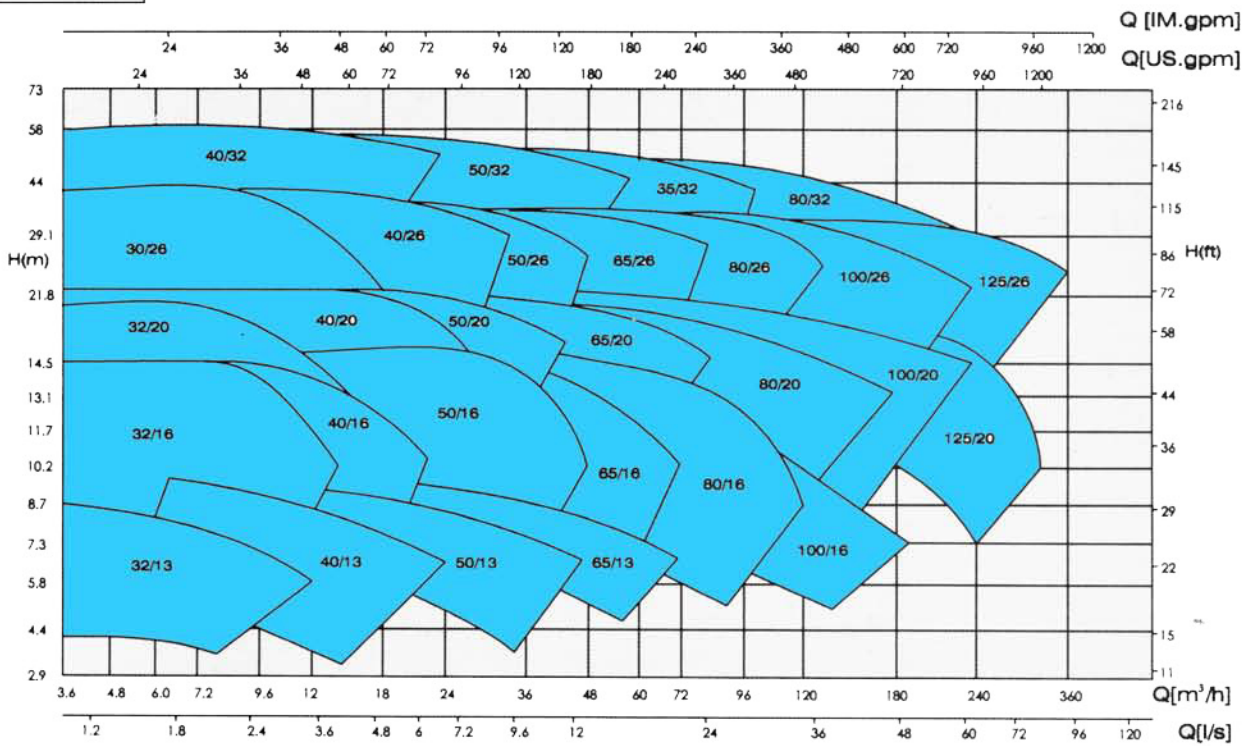 Q [IM.gpm]
24 36 48 60 72 96 120 180 240 360 480 600 720 960 1200
Q[US.gpm]
24 36 48 60 72 96 120 180 240 360 480 720 960 1200
73 216
58
40/32 50/32 35/32 80/32 145
44 115
29.1 30/26 40/26 50/26 65/26 80/26 100/26 125/26 86
H(m) H(ft)
21.8 72
32/20 40/20 50/20 65/20 58
14.5 80/20 100/20
13.1 44
11.7 32/16 40/16 50/16 125/20 36
10.2 65/16 80/16
8.7 29
7.3 100/16
32/13 40/13 50/13 65/13 22
5.8
4.4 15
2.9 11
3.6 4.8 6.0 7.2 9.6 12 18 24 36 48 60 72 96 120 180 240 360 Q[m³/h]
1.2 1.8 2.4 3.6 4.8 6 7.2 9.6 12 24 36 48 60 72 96 120 Q[l/s]